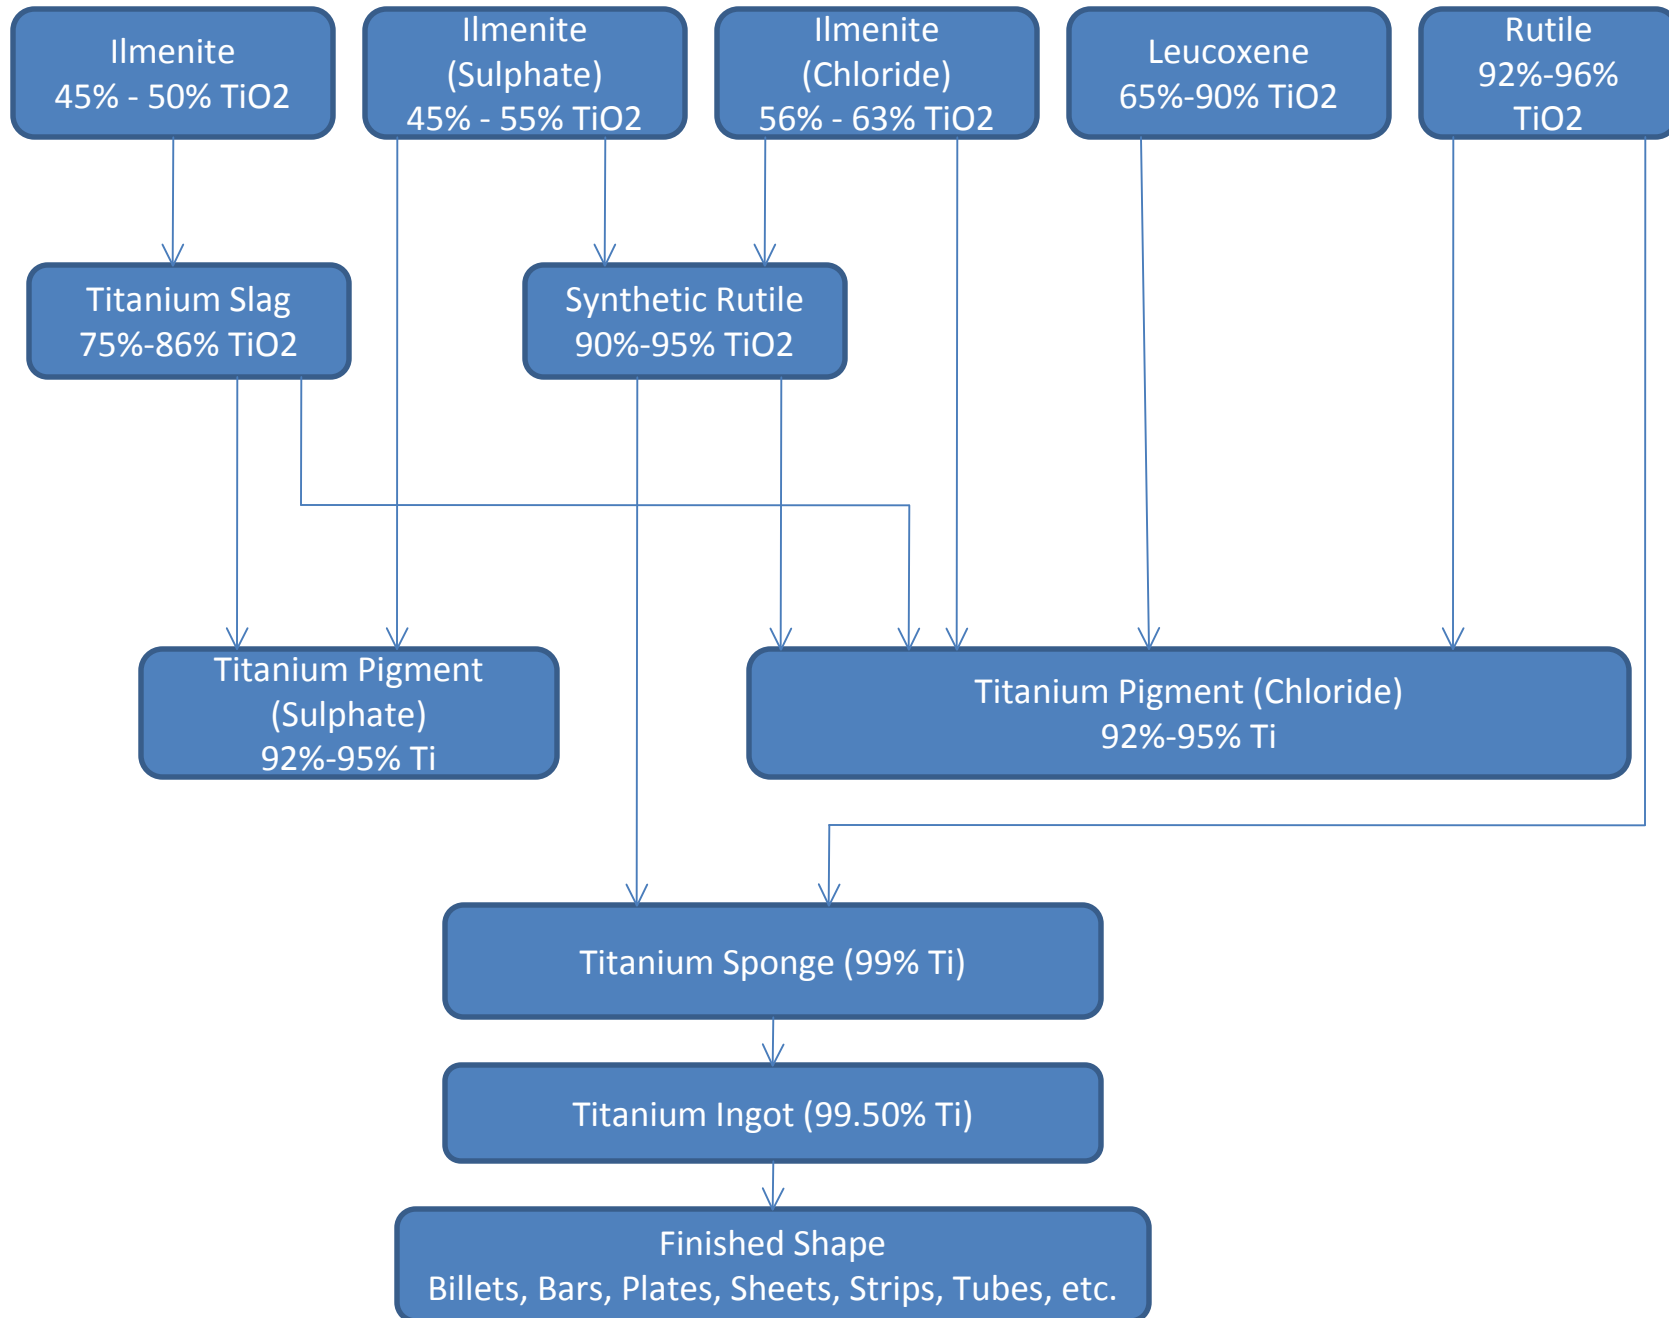 Ilmenite
45% - 50% TiO2
Ilmenite
(Sulphate)
45% - 55% TiO2
Ilmenite
(Chloride)
56% - 63% TiO2
Leucoxene
65%-90% TiO2
Rutile
92%-96%
TiO2
Titanium Slag
75%-86% TiO2
Synthetic Rutile
90%-95% TiO2
Titanium Pigment
(Sulphate)
92%-95% Ti
Titanium Pigment (Chloride)
92%-95% Ti
Titanium Sponge (99% Ti)
Titanium Ingot (99.50% Ti)
Finished Shape
Billets, Bars, Plates, Sheets, Strips, Tubes, etc.